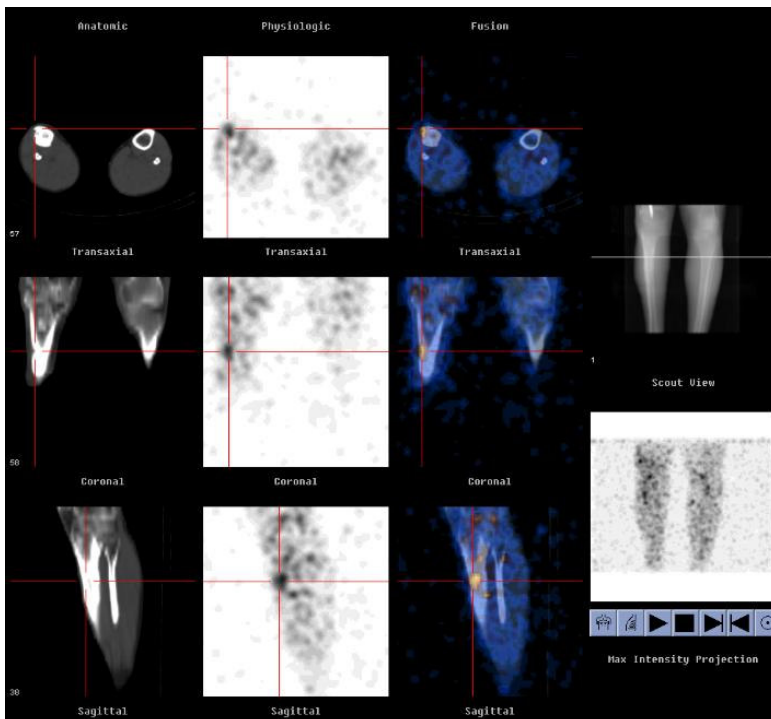 Anatomic Physiologic Fusion
57
Transaxial Transaxial Transaxial
1
Scout View
50
Coronal Coronal Coronal
38
Sagittal Sagittal Sagittal
Max Intensity Projection